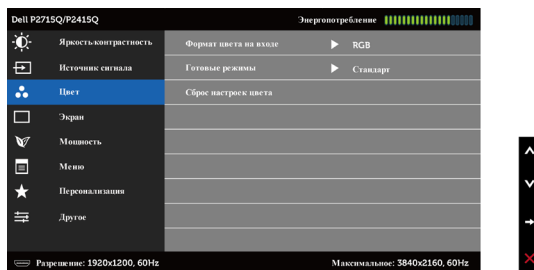 Dell P2715Q/P2415Q Энергопотребление
Яркость/контрастность Формат цвета на входе RGB
Источник сигнала Готовые режимы Стандарт
Цвет Сброс настроек цвета
Экран
Мощность
Меню
Персонализация
Другое
Разрешение: 1920x1200, 60Hz Максимальное: 3840x2160, 60Hz